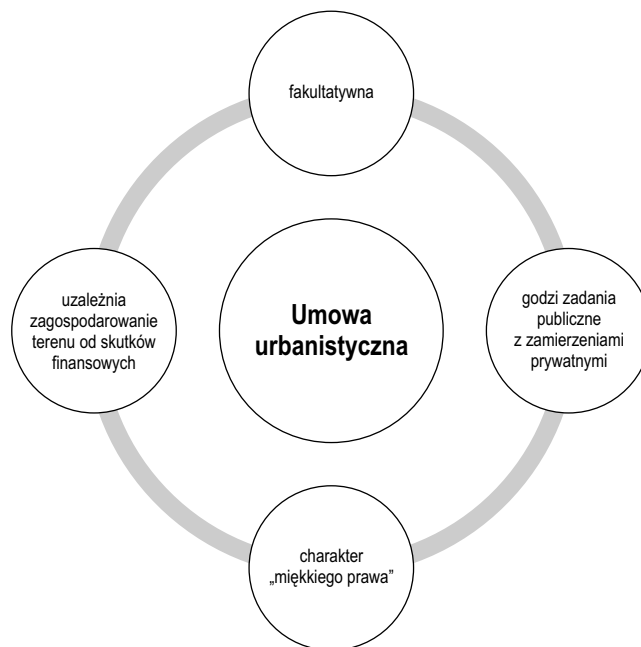 fakultatywna
uzależnia
zagospodarowanie
terenu od skutków
finansowych
Umowa
urbanistyczna
godzi zadania
publiczne
z zamierzeniami
prywatnymi
charakter
„miękkiego prawa”